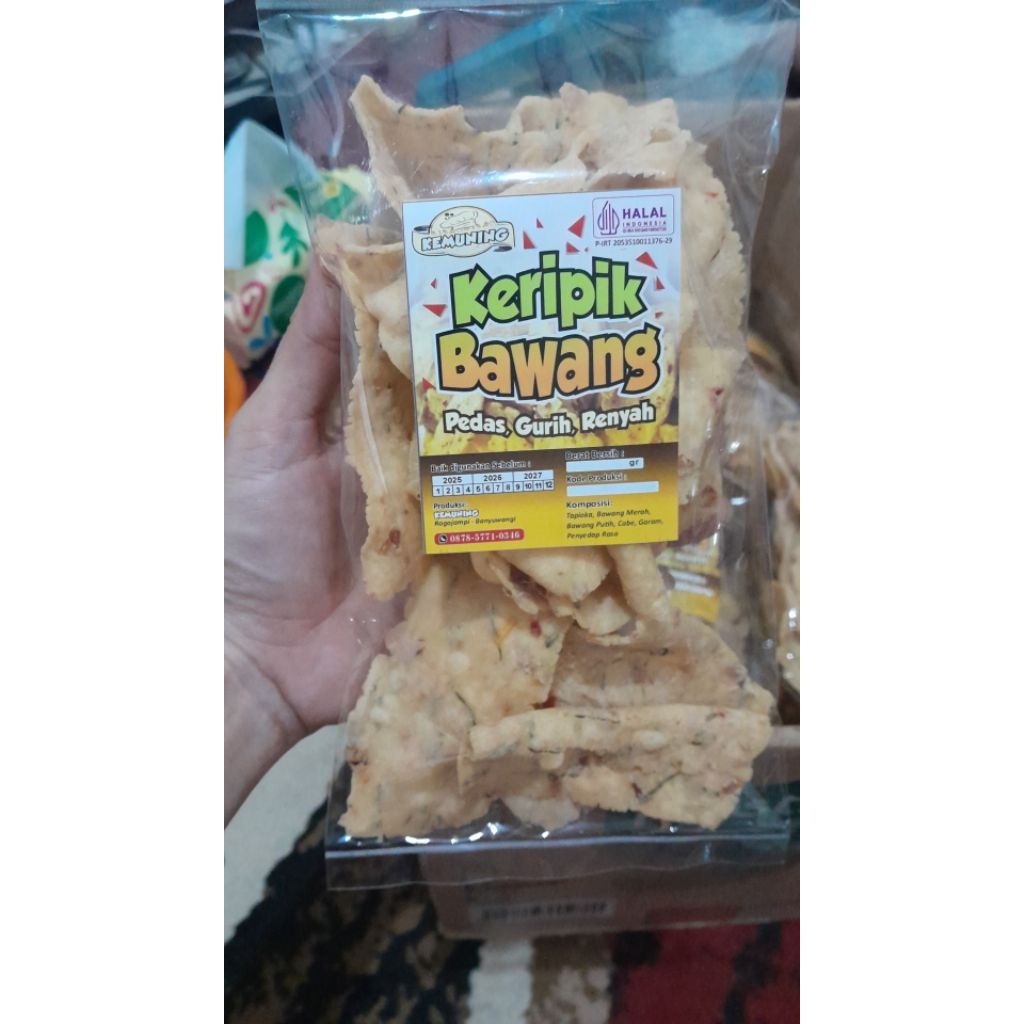 KEMUNING
HALAL
INDONESIA
P-IRT 2053510011376-29
Keripik
Bawang
Pedas, Gurih, Renyah
Baik digunakan Sebelum :
2025 2026 2027
1 2 3 4 5 6 7 8 9 10 11 12
Produksi:
KEMUNING
Rogojampi - Banyuwangi
0878-5771-0346
Berat Bersih :
gr
Kode Produksi :
Komposisi:
Tapioka, Bawang Merah,
Bawang Putih, Cabe, Garam,
Penyedap Rasa